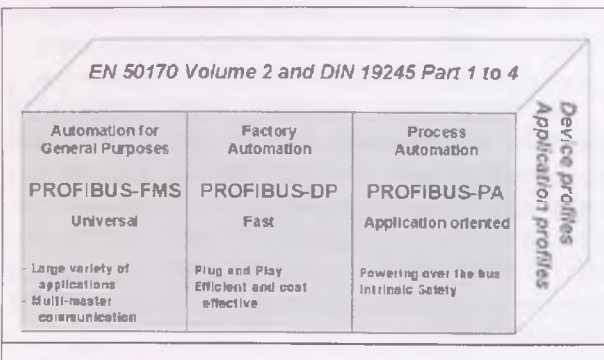 EN 50170 Volume 2 and DIN 19245 Part 1 to 4
Device profiles
Application profiles
Automation for
General Purposes
PROFIBUS-FMS
Universal
- Large variety of
applications
- Multi-master
communication
Factory
Automation
PROFIBUS-DP
Fast
Plug and Play
Efficient and cost
effective
Process
Automation
PROFIBUS-PA
Application oriented
Powering over the bus
Intrinsic Safety